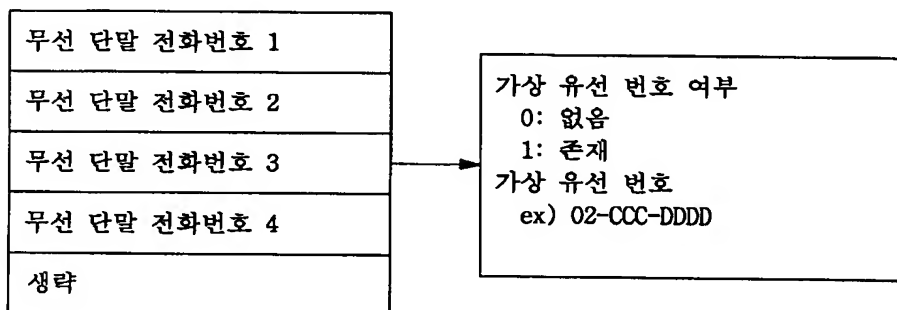 무선 단말 전화번호 1
무선 단말 전화번호 2
무선 단말 전화번호 3
무선 단말 전화번호 4
생략
가상 유선 번호 여부
0: 없음
1: 존재
가상 유선 번호
ex) 02-CCC-DDDD